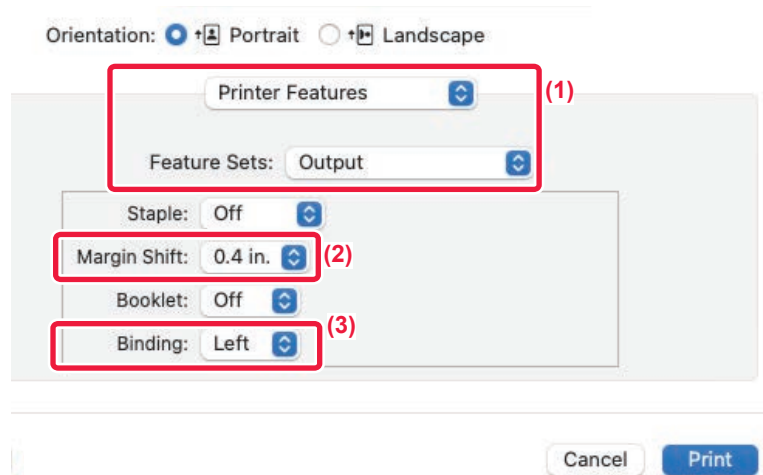 Orientation: Portrait Landscape
Printer Features
(1)
Feature Sets: Output
Staple: Off
Margin Shift: 0.4 in.
(2)
Booklet: Off
(3)
Binding: Left
Cancel Print